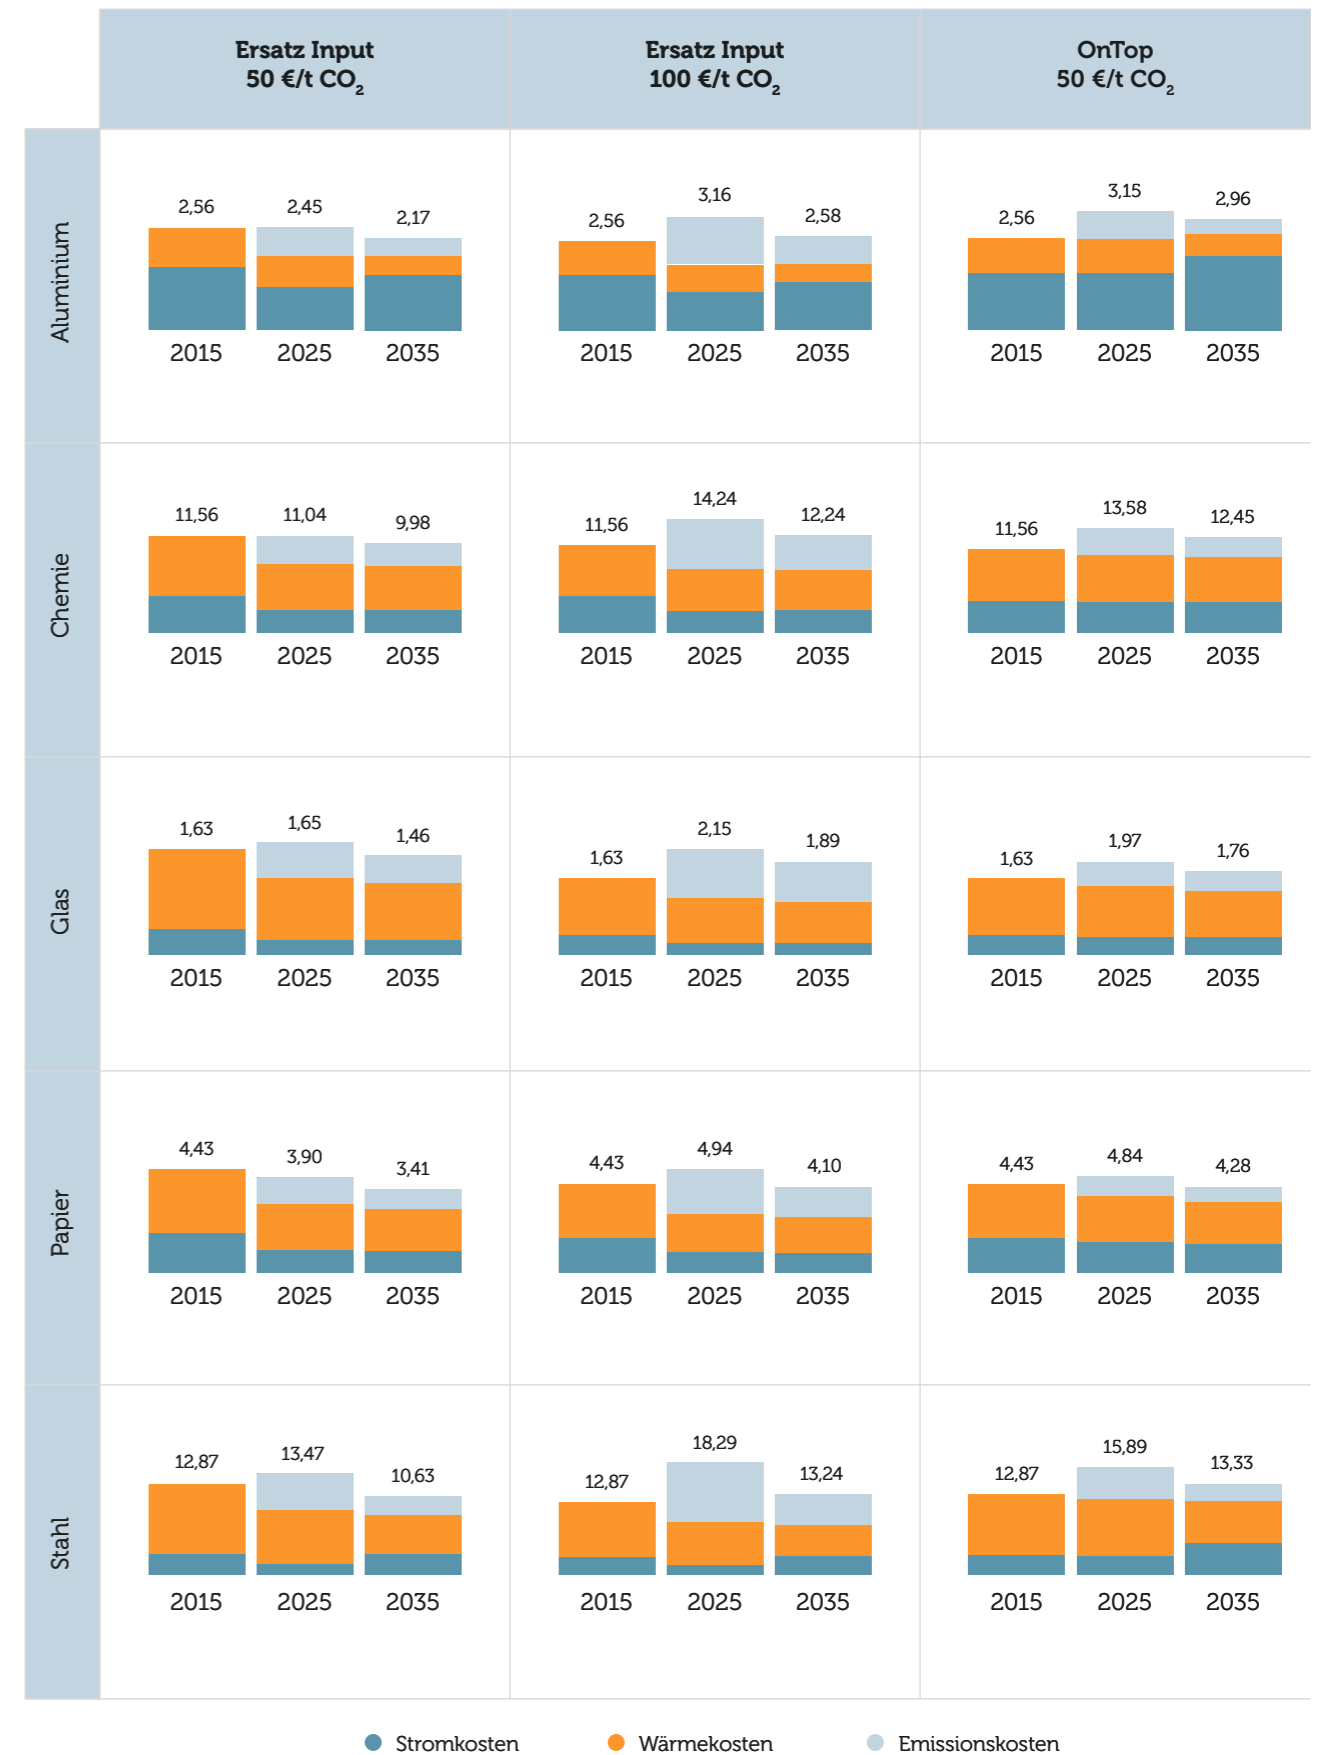 Ersatz Input
50 €/t CO₂
Ersatz Input
100 €/t CO₂
OnTop
50 €/t CO₂
Aluminium
2,56 2,45 2,17
2015 2025 2035
2,56 3,16 2,58
2015 2025 2035
2,56 3,15 2,96
2015 2025 2035
Chemie
11,56 11,04 9,98
2015 2025 2035
11,56 14,24 12,24
2015 2025 2035
11,56 13,58 12,45
2015 2025 2035
Glas
1,63 1,65 1,46
2015 2025 2035
1,63 2,15 1,89
2015 2025 2035
1,63 1,97 1,76
2015 2025 2035
Papier
4,43 3,90 3,41
2015 2025 2035
4,43 4,94 4,10
2015 2025 2035
4,43 4,84 4,28
2015 2025 2035
Stahl
12,87 13,47 10,63
2015 2025 2035
12,87 18,29 13,24
2015 2025 2035
12,87 15,89 13,33
2015 2025 2035
Stromkosten Wärmekosten Emissionskosten